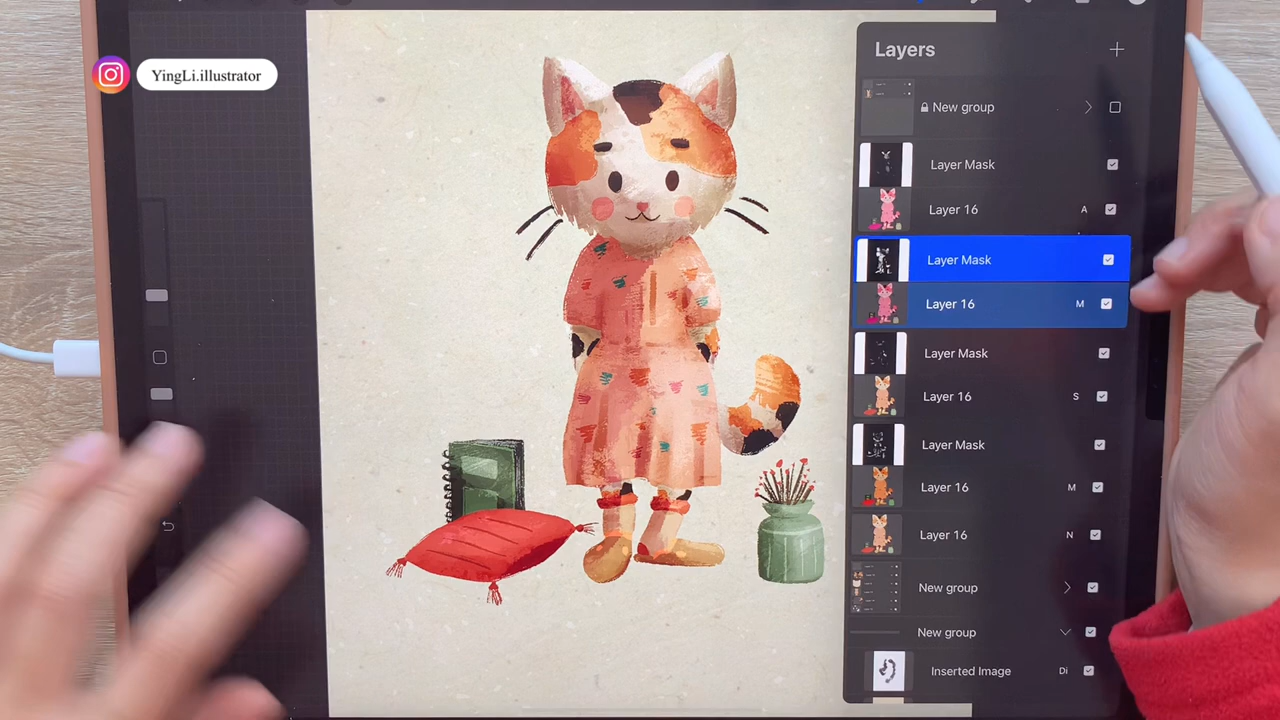 YingLi.illustrator
Layers
New group
Layer Mask
Layer 16 A
Layer Mask
Layer 16 M
Layer Mask
Layer 16 S
Layer Mask
Layer 16 M
Layer 16 N
New group
New group
Inserted Image Di